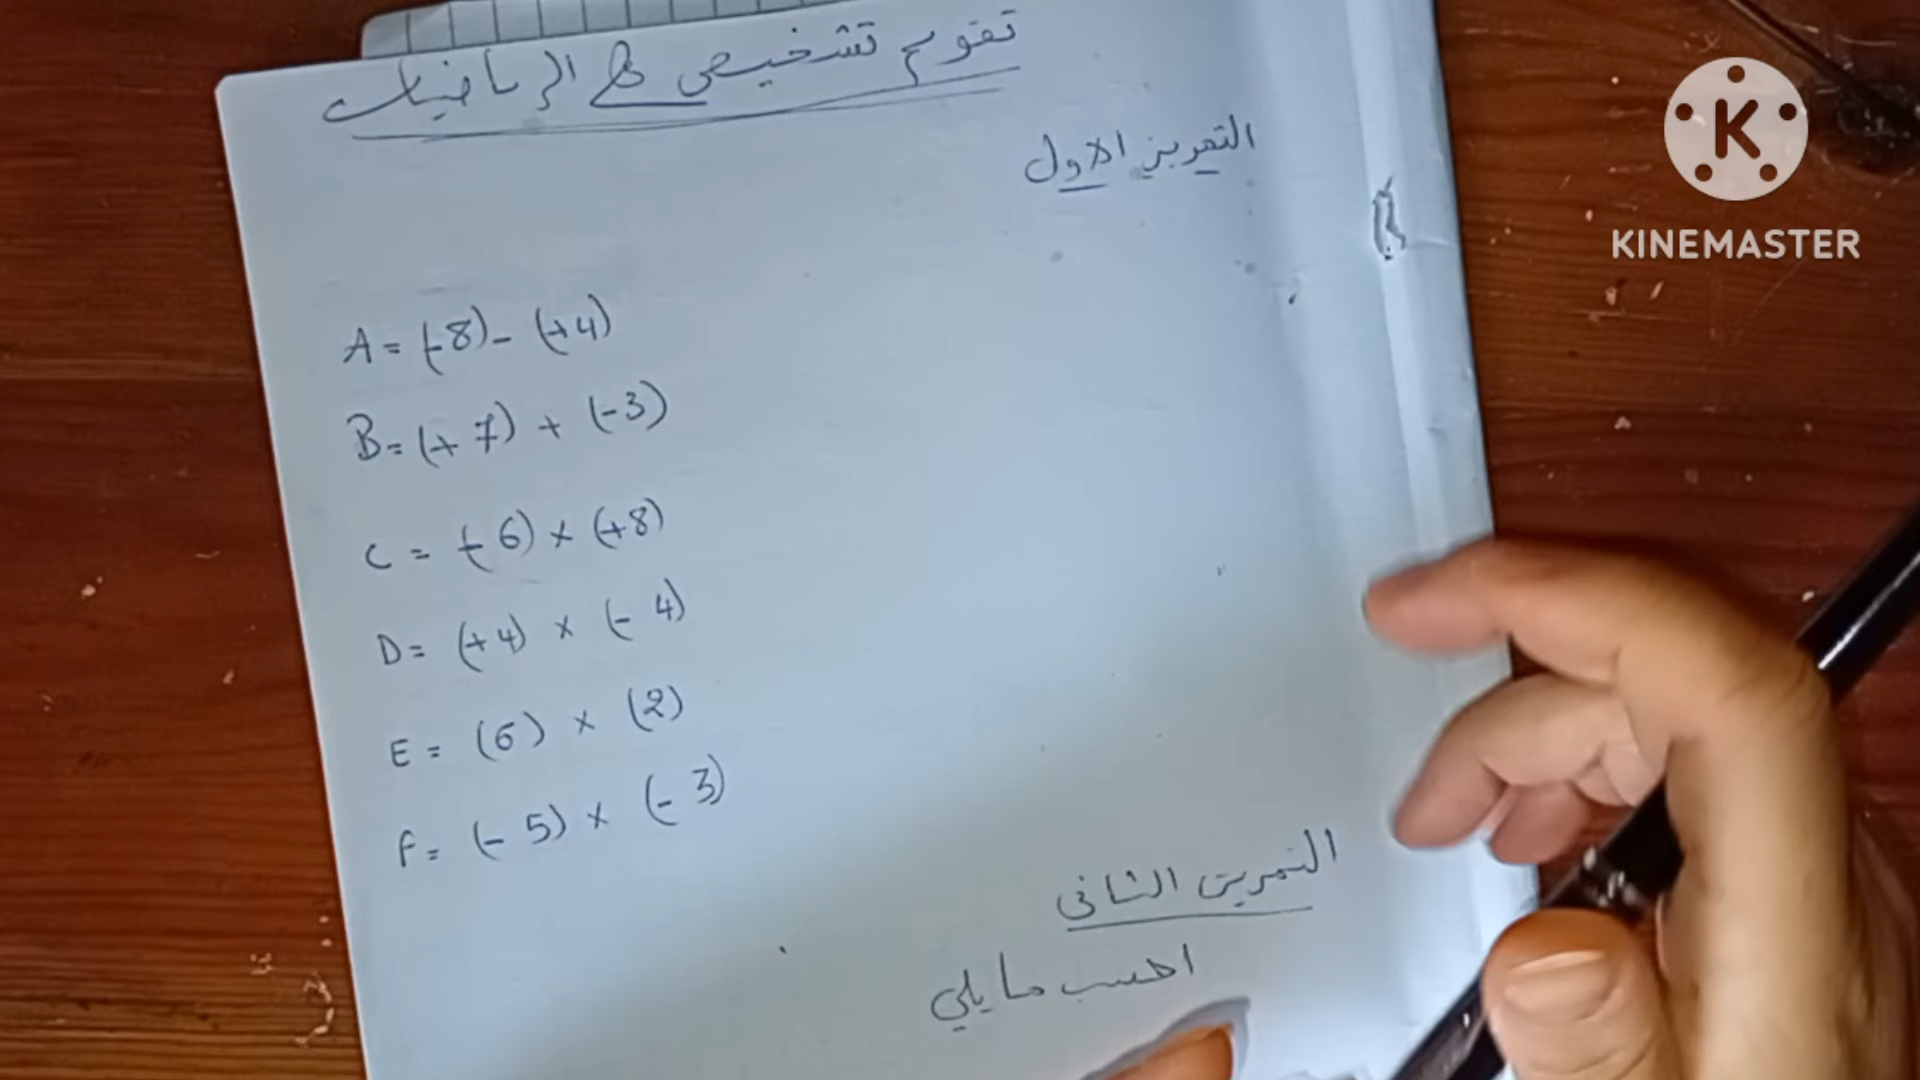 تقويم تشخيصي في الرياضيات
التمرين الاول
A = (-8) - (+4)
B = (+7) + (-3)
C = (-6) × (+8)
D = (+4) × (-4)
E = (6) × (2)
F = (-5) × (-3)
التمرين الثاني
احسب ما يلي
K
KINEMASTER